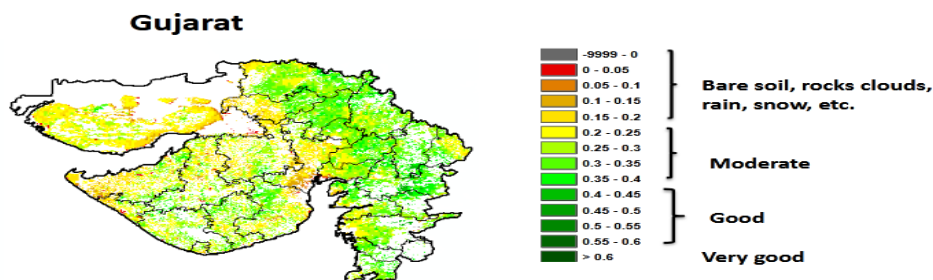 Gujarat
-9999 - 0
0 - 0.05
0.05 - 0.1
0.1 - 0.15
0.15 - 0.2
0.2 - 0.25
0.25 - 0.3
0.3 - 0.35
0.35 - 0.4
0.4 - 0.45
0.45 - 0.5
0.5 - 0.55
0.55 - 0.6
> 0.6
Bare soil, rocks clouds,
rain, snow, etc.
Moderate
Good
Very good